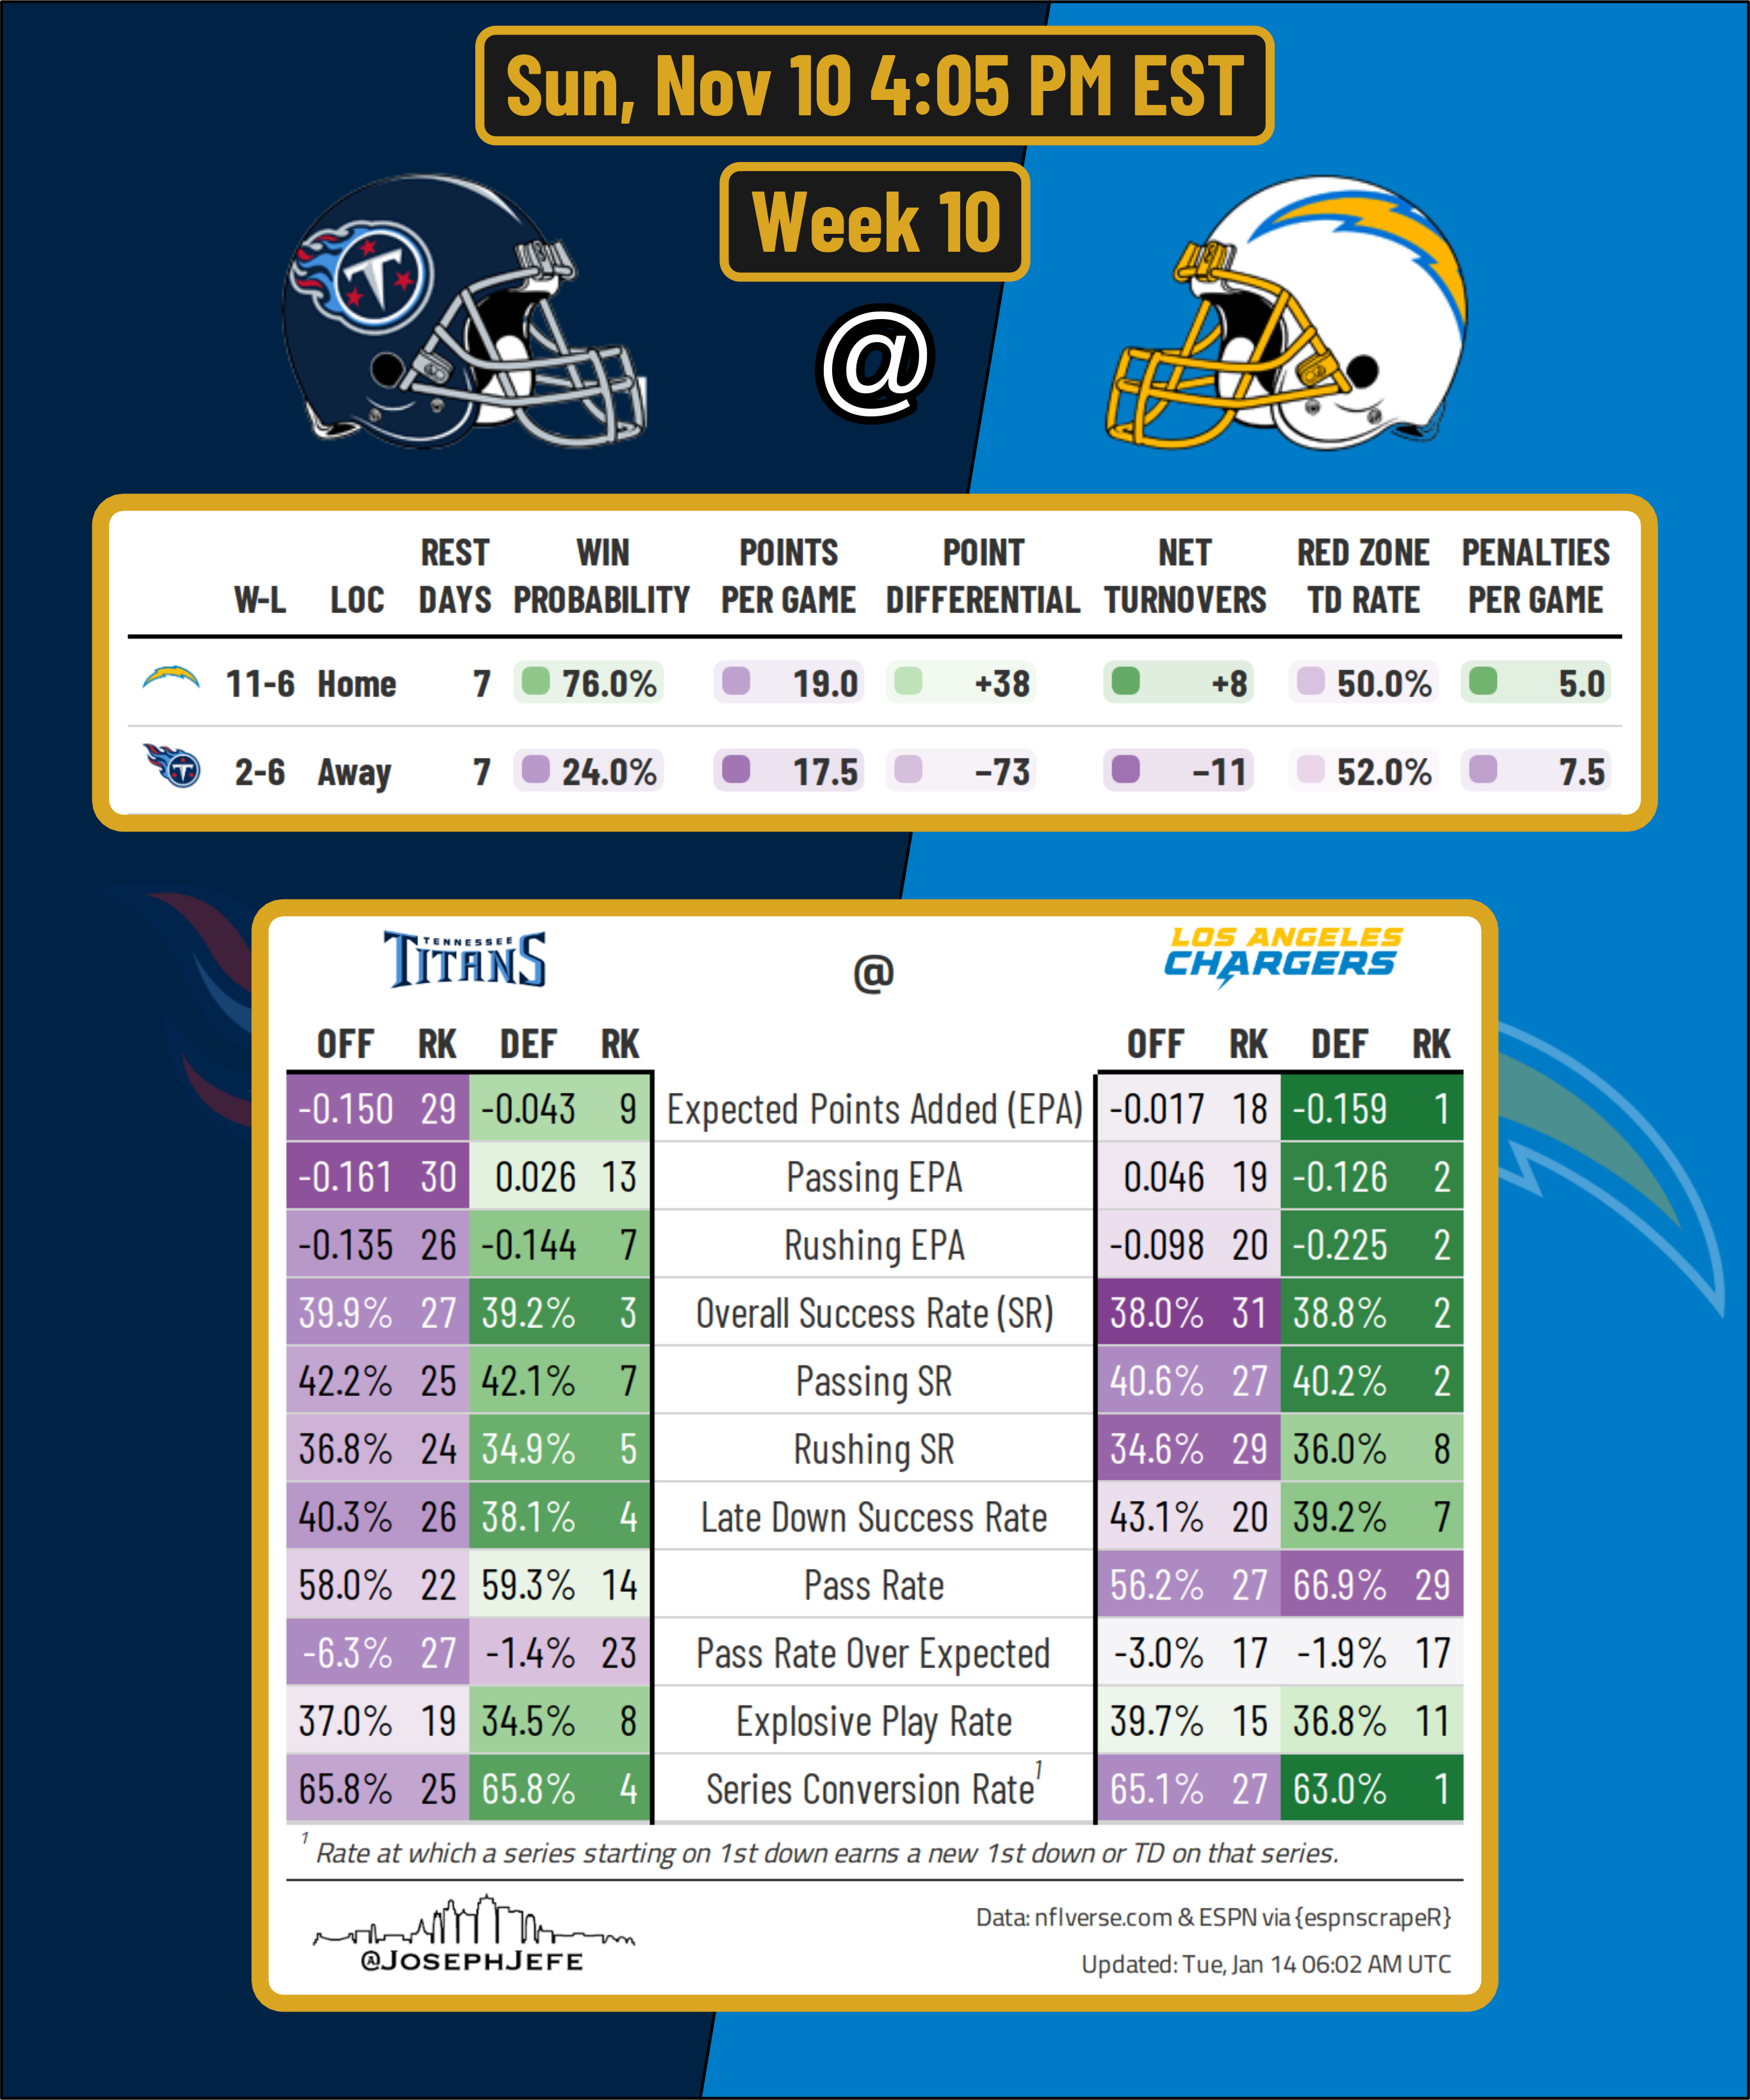 Sun, Nov 10 4:05 PM EST
Week 10
@
REST WIN POINTS POINT NET RED ZONE PENALTIES
W-L LOC DAYS PROBABILITY PER GAME DIFFERENTIAL TURNOVERS TD RATE PER GAME
11-6 Home 7 76.0% 19.0 +38 +8 50.0% 5.0
2-6 Away 7 24.0% 17.5 −73 −11 52.0% 7.5
TENNESSEE LOS ANGELES
TITANS @ CHARGERS
OFF RK DEF RK OFF RK DEF RK
-0.150 29 -0.043 9 Expected Points Added (EPA) -0.017 18 -0.159 1
-0.161 30 0.026 13 Passing EPA 0.046 19 -0.126 2
-0.135 26 -0.144 7 Rushing EPA -0.098 20 -0.225 2
39.9% 27 39.2% 3 Overall Success Rate (SR) 38.0% 31 38.8% 2
42.2% 25 42.1% 7 Passing SR 40.6% 27 40.2% 2
36.8% 24 34.9% 5 Rushing SR 34.6% 29 36.0% 8
40.3% 26 38.1% 4 Late Down Success Rate 43.1% 20 39.2% 7
58.0% 22 59.3% 14 Pass Rate 56.2% 27 66.9% 29
-6.3% 27 -1.4% 23 Pass Rate Over Expected -3.0% 17 -1.9% 17
37.0% 19 34.5% 8 Explosive Play Rate 39.7% 15 36.8% 11
65.8% 25 65.8% 4 Series Conversion Rate¹ 65.1% 27 63.0% 1
¹ Rate at which a series starting on 1st down earns a new 1st down or TD on that series.
Data: nflverse.com & ESPN via {espnscrapeR}
@JOSEPHJEFE
Updated: Tue, Jan 14 06:02 AM UTC